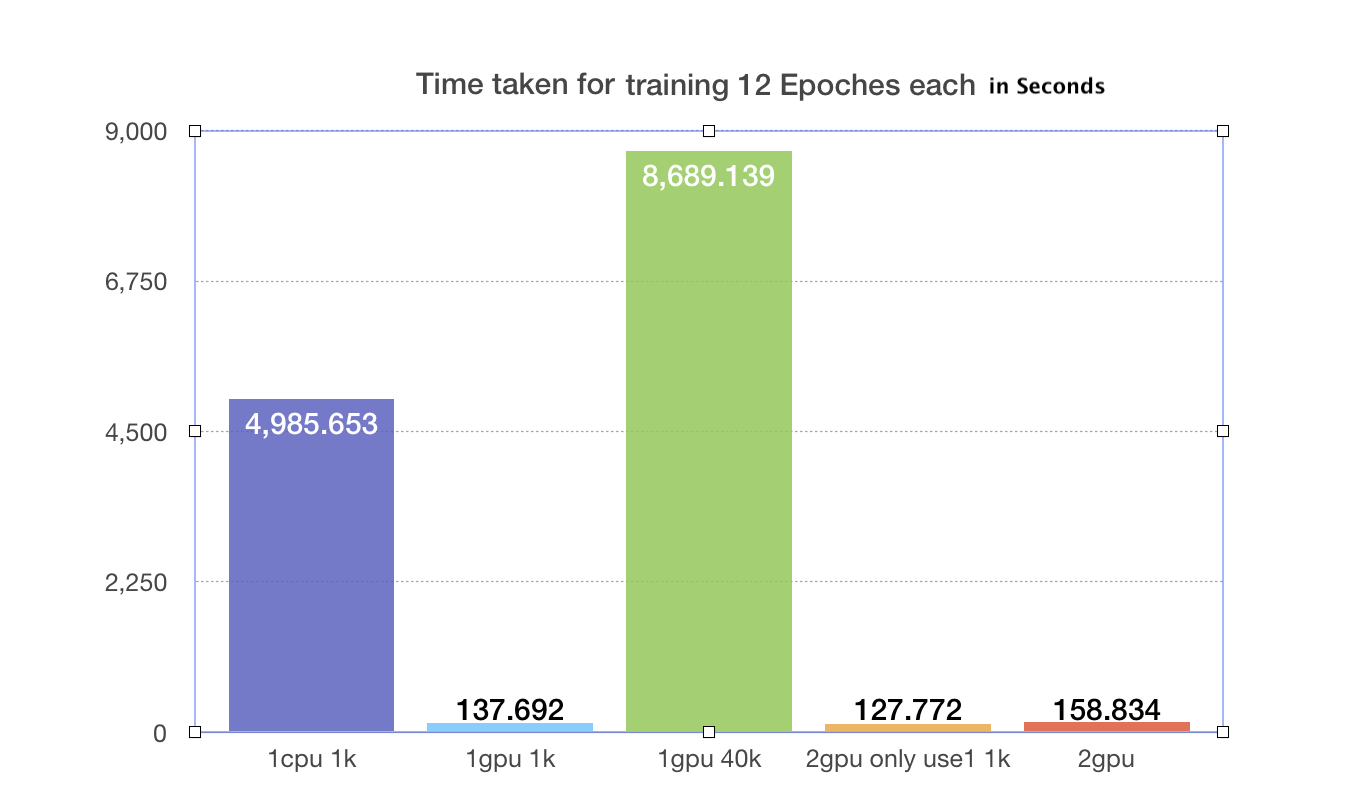 Time taken for training 12 Epoches each in Seconds
9,000
6,750
4,500
2,250
0
4,985.653
137.692
8,689.139
127.772
158.834
1cpu 1k
1gpu 1k
1gpu 40k
2gpu only use1 1k
2gpu